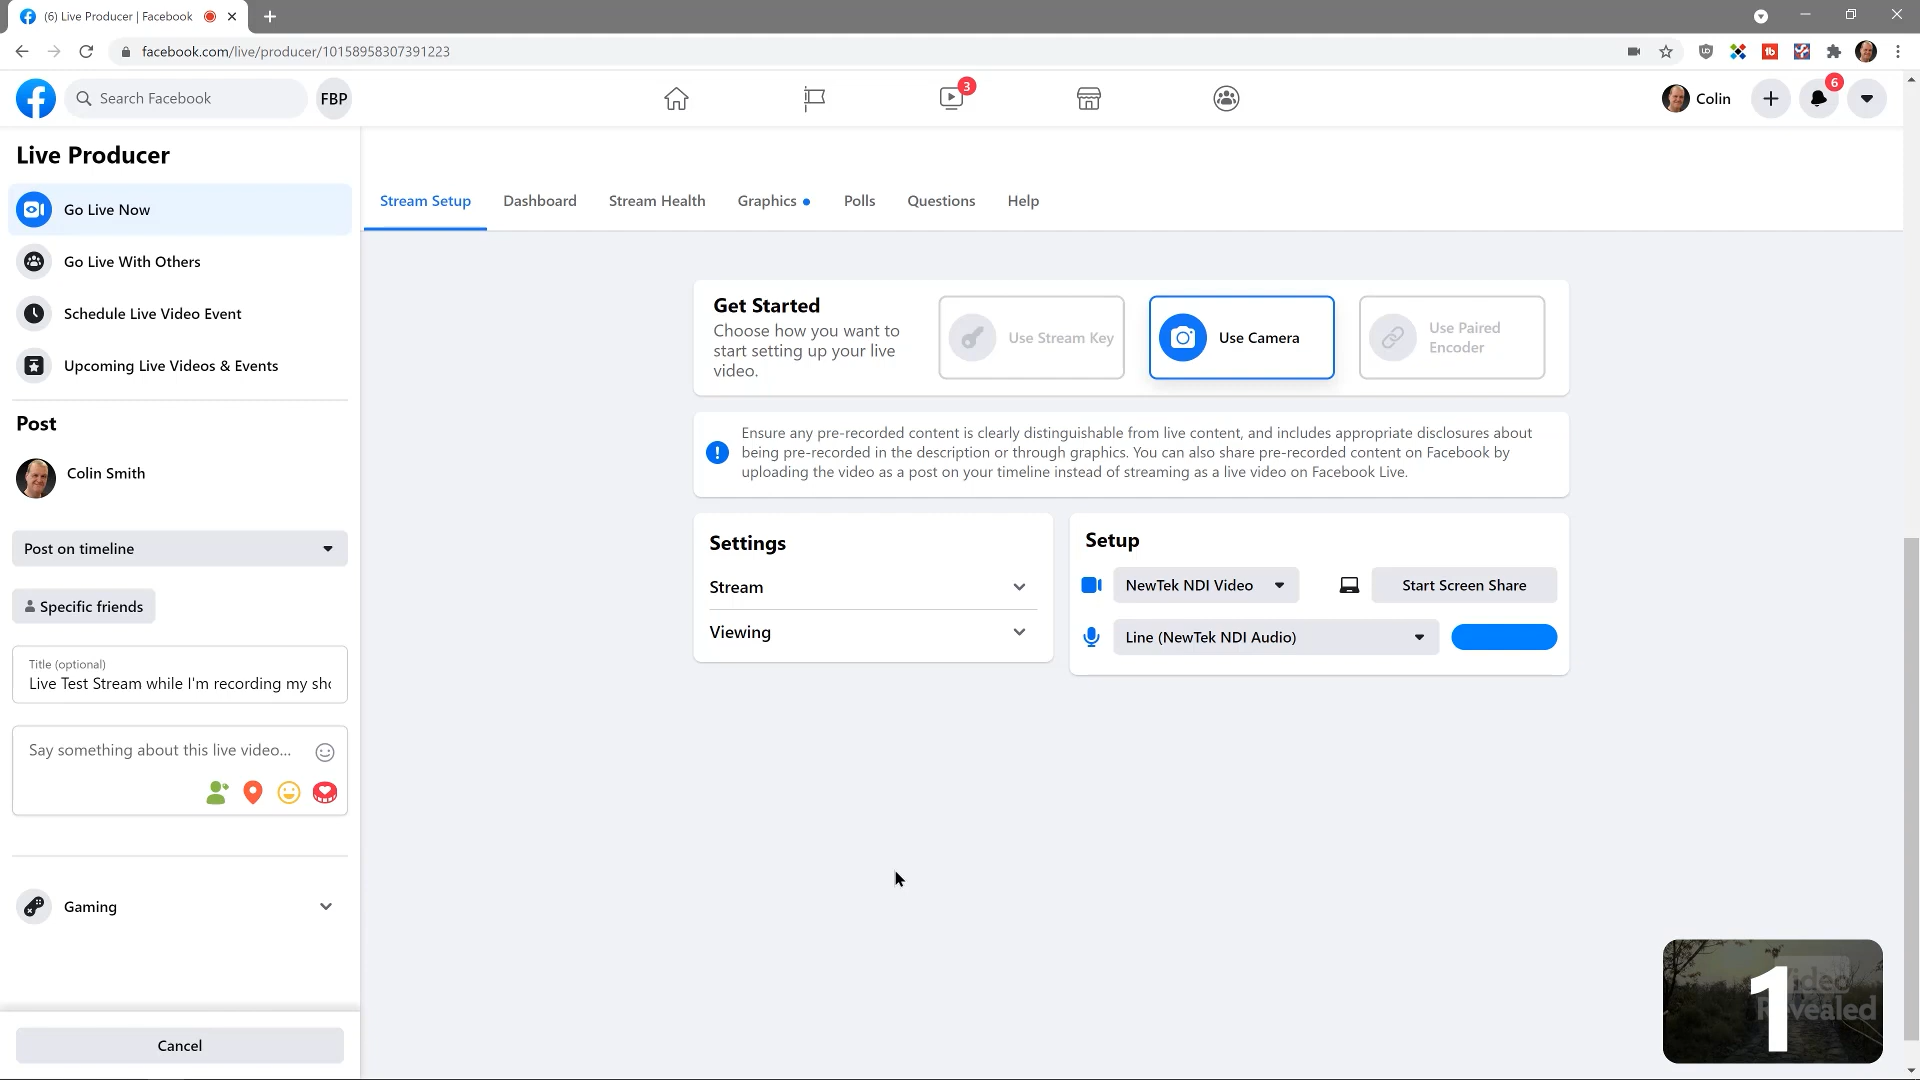 (6) Live Producer | Facebook
facebook.com/live/producer/10158958307391223
Search Facebook
FBP
3
Colin
6
Live Producer
Go Live Now
Go Live With Others
Schedule Live Video Event
Upcoming Live Videos & Events
Post
Colin Smith
Post on timeline
Specific friends
Title (optional)
Live Test Stream while I'm recording my sho
Say something about this live video...
Gaming
Cancel
Stream Setup
Dashboard
Stream Health
Graphics
Polls
Questions
Help
Get Started
Choose how you want to
start setting up your live
video.
Use Stream Key
Use Camera
Use Paired
Encoder
Ensure any pre-recorded content is clearly distinguishable from live content, and includes appropriate disclosures about
being pre-recorded in the description or through graphics. You can also share pre-recorded content on Facebook by
uploading the video as a post on your timeline instead of streaming as a live video on Facebook Live.
Settings
Stream
Viewing
Setup
NewTek NDI Video
Start Screen Share
Line (NewTek NDI Audio)
1
Revealed